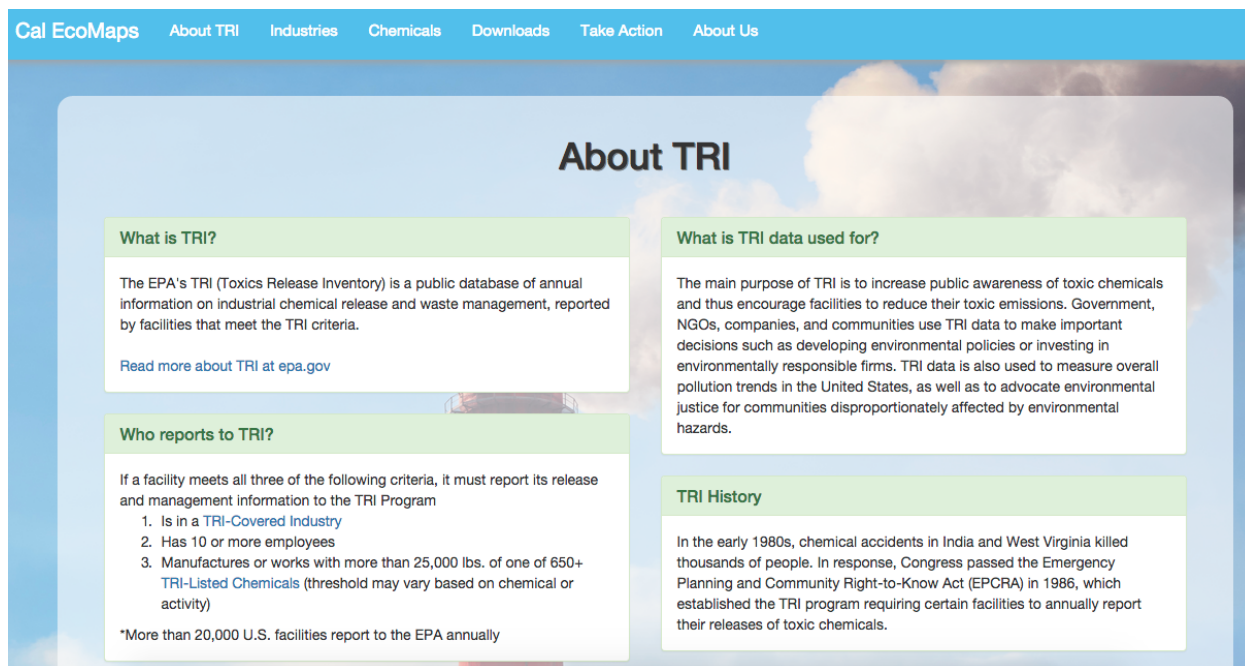 Cal EcoMaps About TRI Industries Chemicals Downloads Take Action About Us
About TRI
What is TRI?
The EPA's TRI (Toxics Release Inventory) is a public database of annual
information on industrial chemical release and waste management, reported
by facilities that meet the TRI criteria.
Read more about TRI at epa.gov
Who reports to TRI?
If a facility meets all three of the following criteria, it must report its release
and management information to the TRI Program
1. Is in a TRI-Covered Industry
2. Has 10 or more employees
3. Manufactures or works with more than 25,000 lbs. of one of 650+
TRI-Listed Chemicals (threshold may vary based on chemical or
activity)
*More than 20,000 U.S. facilities report to the EPA annually
What is TRI data used for?
The main purpose of TRI is to increase public awareness of toxic chemicals
and thus encourage facilities to reduce their toxic emissions. Government,
NGOs, companies, and communities use TRI data to make important
decisions such as developing environmental policies or investing in
environmentally responsible firms. TRI data is also used to measure overall
pollution trends in the United States, as well as to advocate environmental
justice for communities disproportionately affected by environmental
hazards.
TRI History
In the early 1980s, chemical accidents in India and West Virginia killed
thousands of people. In response, Congress passed the Emergency
Planning and Community Right-to-Know Act (EPCRA) in 1986, which
established the TRI program requiring certain facilities to annually report
their releases of toxic chemicals.